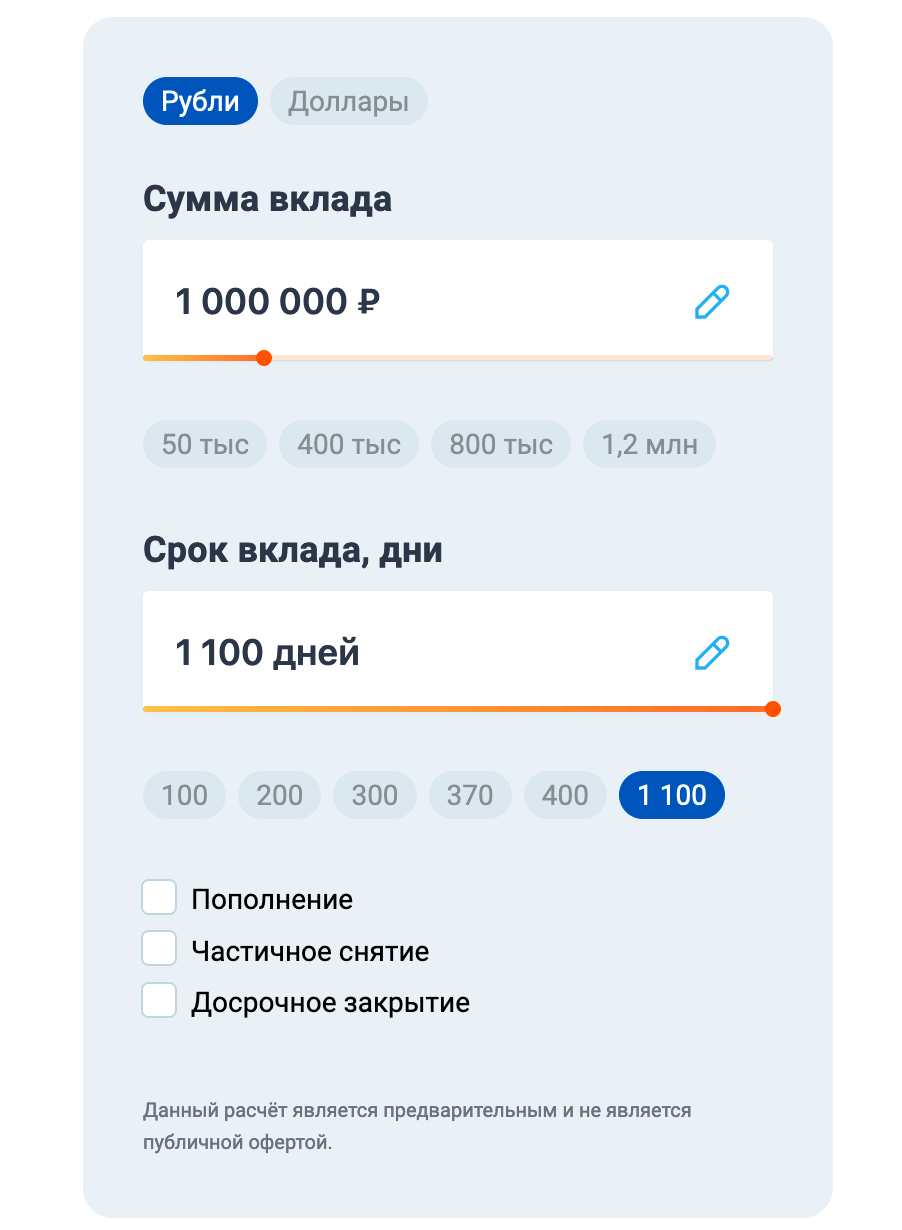 Рубли Доллары
Сумма вклада
1 000 000 ₽
50 тыс 400 тыс 800 тыс 1,2 млн
Срок вклада, дни
1 100 дней
100 200 300 370 400 1 100
Пополнение
Частичное снятие
Досрочное закрытие
Данный расчёт является предварительным и не является
публичной офертой.